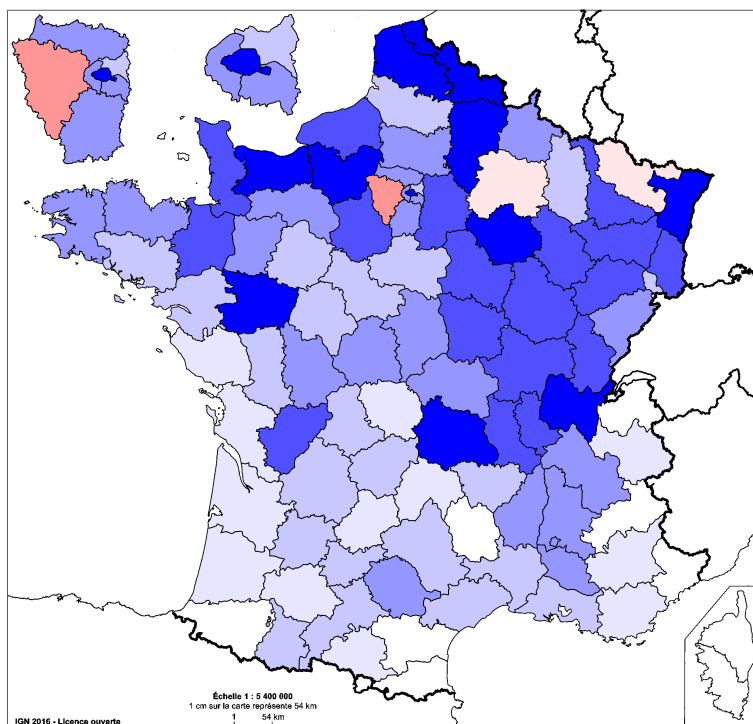 Échelle 1 : 5 400 000
1 cm sur la carte représente 54 km
1 54 km
IGN 2016 - Licence ouverte